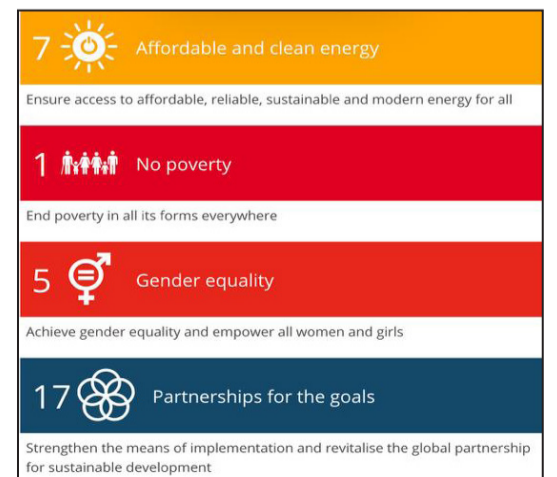 7 Affordable and clean energy
Ensure access to affordable, reliable, sustainable and modern energy for all
1 No poverty
End poverty in all its forms everywhere
5 Gender equality
Achieve gender equality and empower all women and girls
17 Partnerships for the goals
Strengthen the means of implementation and revitalise the global partnership
for sustainable development